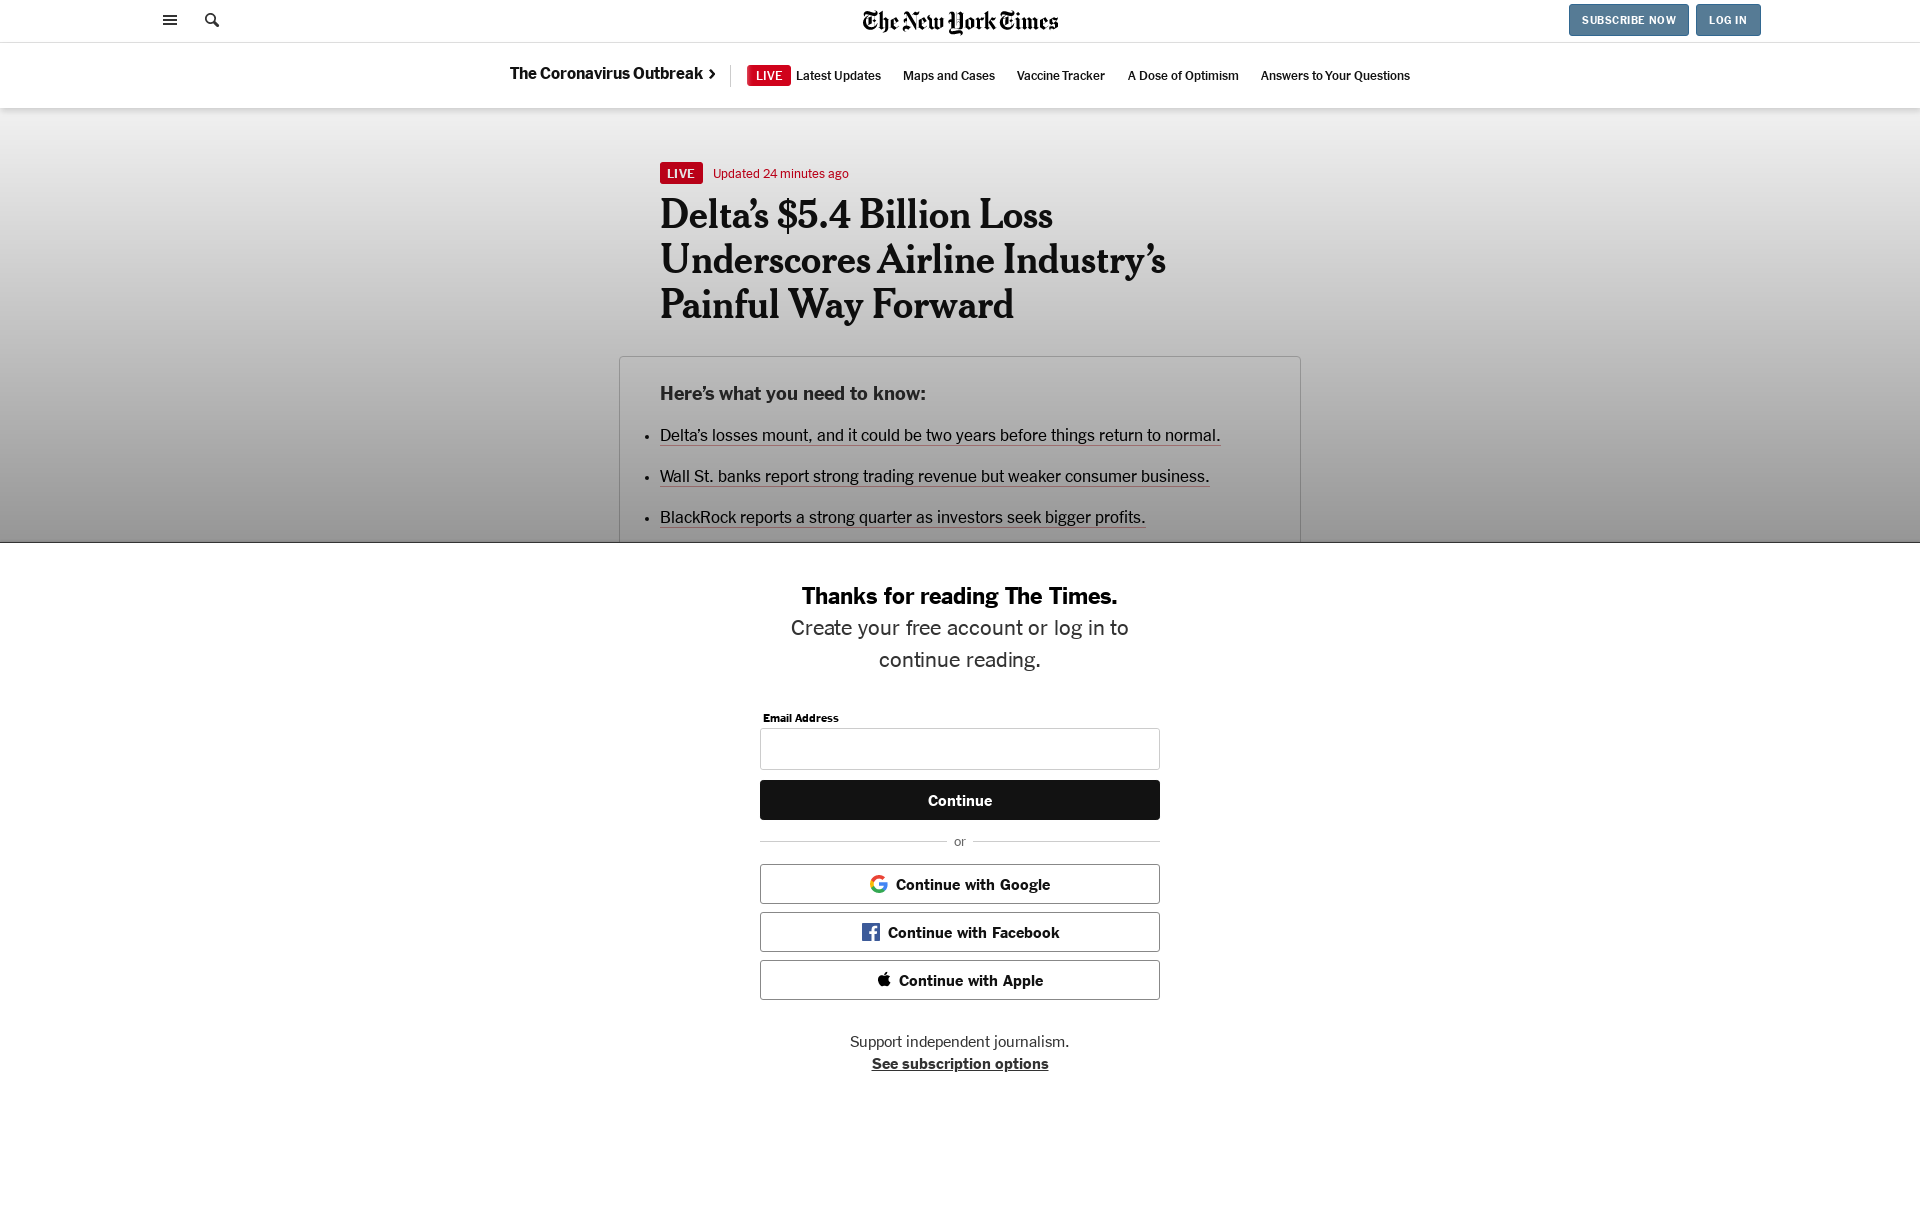 The New York Times
SUBSCRIBE NOW
LOG IN
The Coronavirus Outbreak
LIVE Latest Updates
Maps and Cases
Vaccine Tracker
A Dose of Optimism
Answers to Your Questions
LIVE Updated 24 minutes ago
Delta’s $5.4 Billion Loss
Underscores Airline Industry’s
Painful Way Forward
Here’s what you need to know:
• Delta’s losses mount, and it could be two years before things return to normal.
• Wall St. banks report strong trading revenue but weaker consumer business.
• BlackRock reports a strong quarter as investors seek bigger profits.
Thanks for reading The Times.
Create your free account or log in to
continue reading.
Email Address
Continue
or
Continue with Google
Continue with Facebook
Continue with Apple
Support independent journalism.
See subscription options